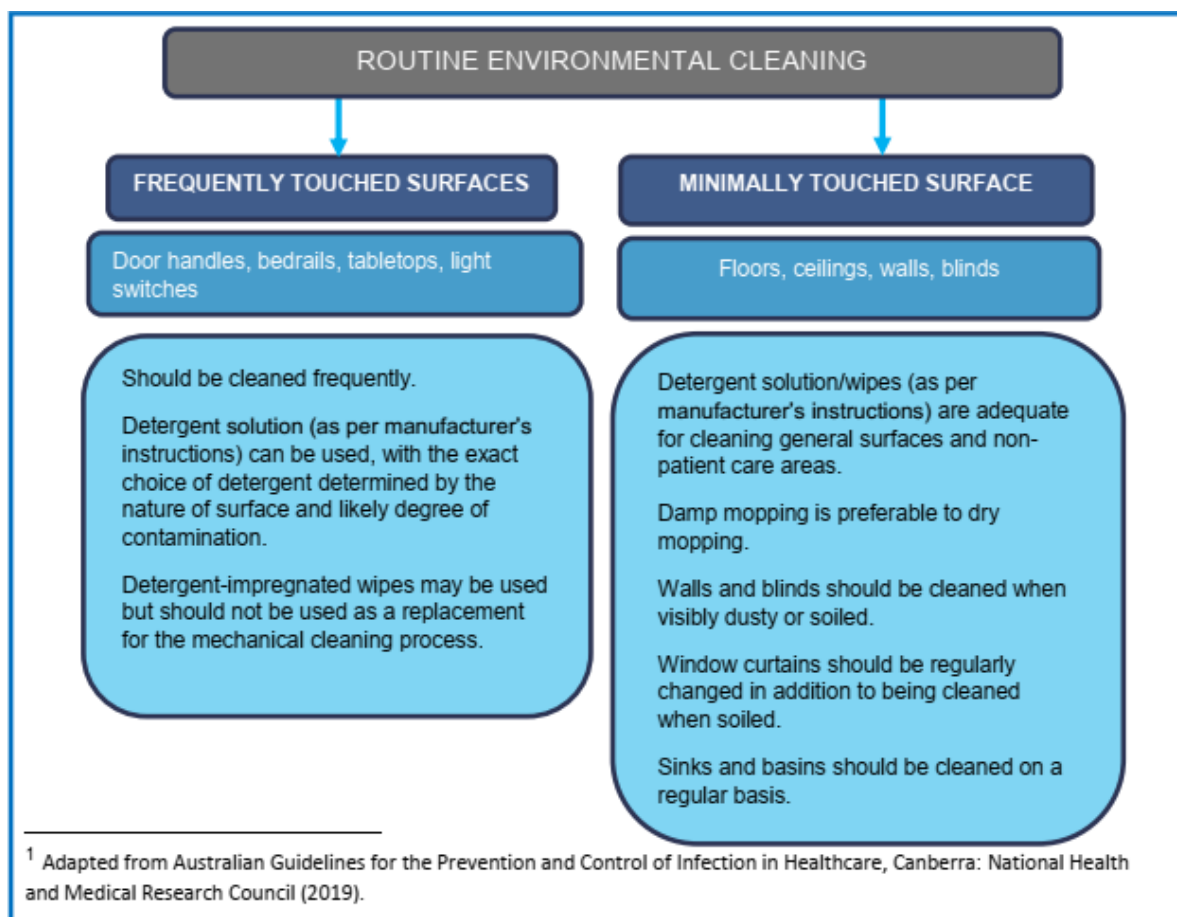 ROUTINE ENVIRONMENTAL CLEANING
FREQUENTLY TOUCHED SURFACES
Door handles, bedrails, tabletops, light
switches
Should be cleaned frequently.
Detergent solution (as per manufacturer's
instructions) can be used, with the exact
choice of detergent determined by the
nature of surface and likely degree of
contamination.
Detergent-impregnated wipes may be used
but should not be used as a replacement
for the mechanical cleaning process.
MINIMALLY TOUCHED SURFACE
Floors, ceilings, walls, blinds
Detergent solution/wipes (as per
manufacturer's instructions) are adequate
for cleaning general surfaces and non-
patient care areas.
Damp mopping is preferable to dry
mopping.
Walls and blinds should be cleaned when
visibly dusty or soiled.
Window curtains should be regularly
changed in addition to being cleaned
when soiled.
Sinks and basins should be cleaned on a
regular basis.
1 Adapted from Australian Guidelines for the Prevention and Control of Infection in Healthcare, Canberra: National Health
and Medical Research Council (2019).